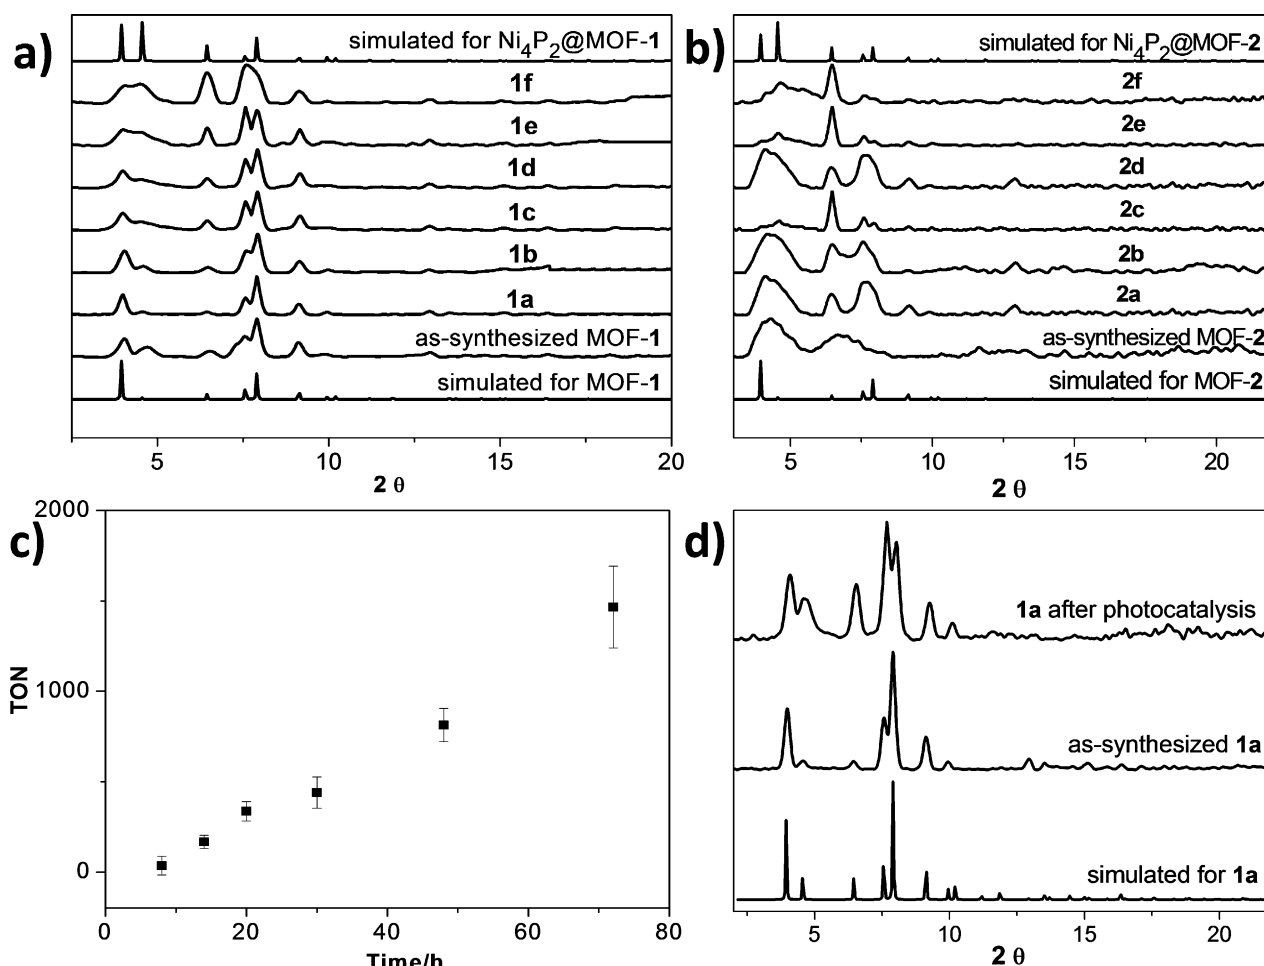 a)
simulated for Ni4P2@MOF-1
1f
1e
1d
1c
1b
1a
as-synthesized MOF-1
simulated for MOF-1
5 10 15 20
2 θ
b)
simulated for Ni4P2@MOF-2
2f
2e
2d
2c
2b
2a
as-synthesized MOF-2
simulated for MOF-2
5 10 15 20
2 θ
c)
2000
1000
0
TON
0 20 40 60 80
Time/h
d)
1a after photocatalysis
as-synthesized 1a
simulated for 1a
5 10 15 20
2 θ